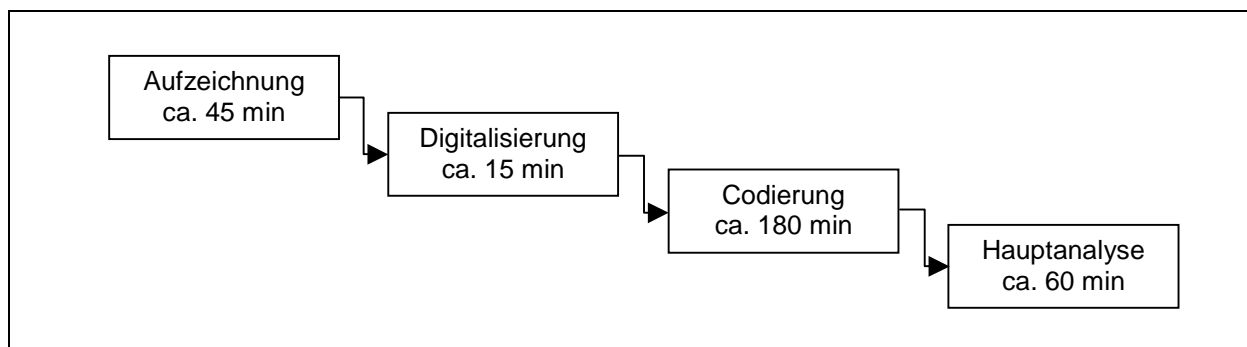 Aufzeichnung
ca. 45 min
Digitalisierung
ca. 15 min
Codierung
ca. 180 min
Hauptanalyse
ca. 60 min